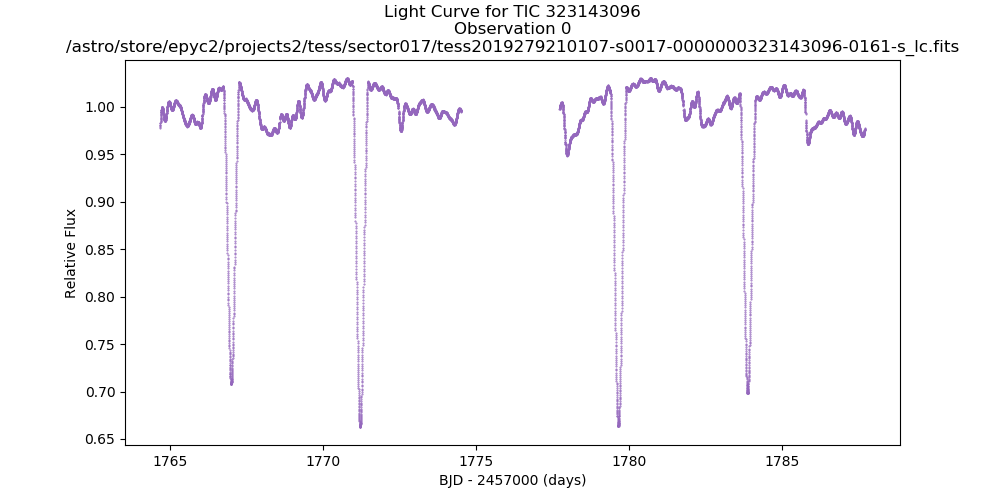 Light Curve for TIC 323143096
Observation 0
/astro/store/epyc2/projects2/tess/sector017/tess2019279210107-s0017-0000000323143096-0161-s_lc.fits
1.00
0.95
0.90
0.85
0.80
0.75
0.70
0.65
Relative Flux
1765
1770
1775
1780
1785
BJD - 2457000 (days)